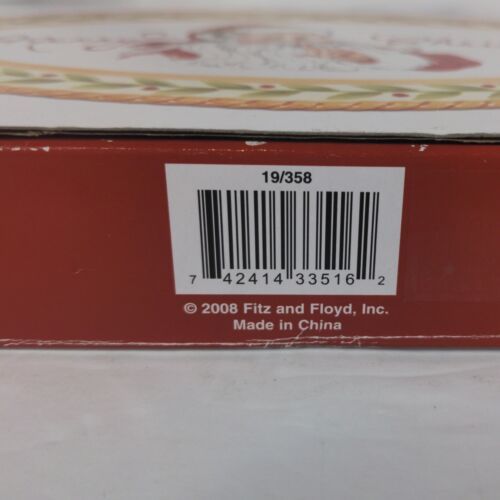 19/358
7 42414 33516 2
© 2008 Fitz and Floyd, Inc.
Made in China